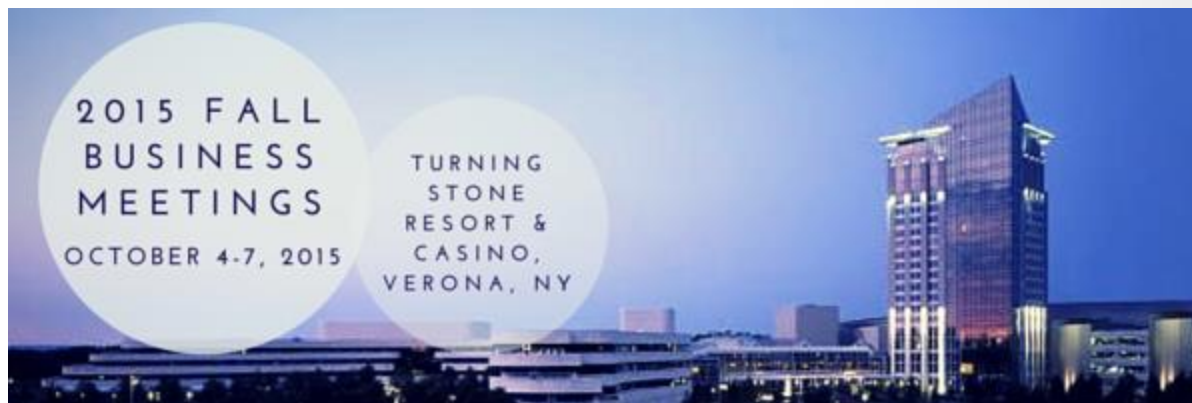 2015 FALL
BUSINESS
MEETINGS
OCTOBER 4-7, 2015
TURNING
STONE
RESORT &
CASINO,
VERONA, NY